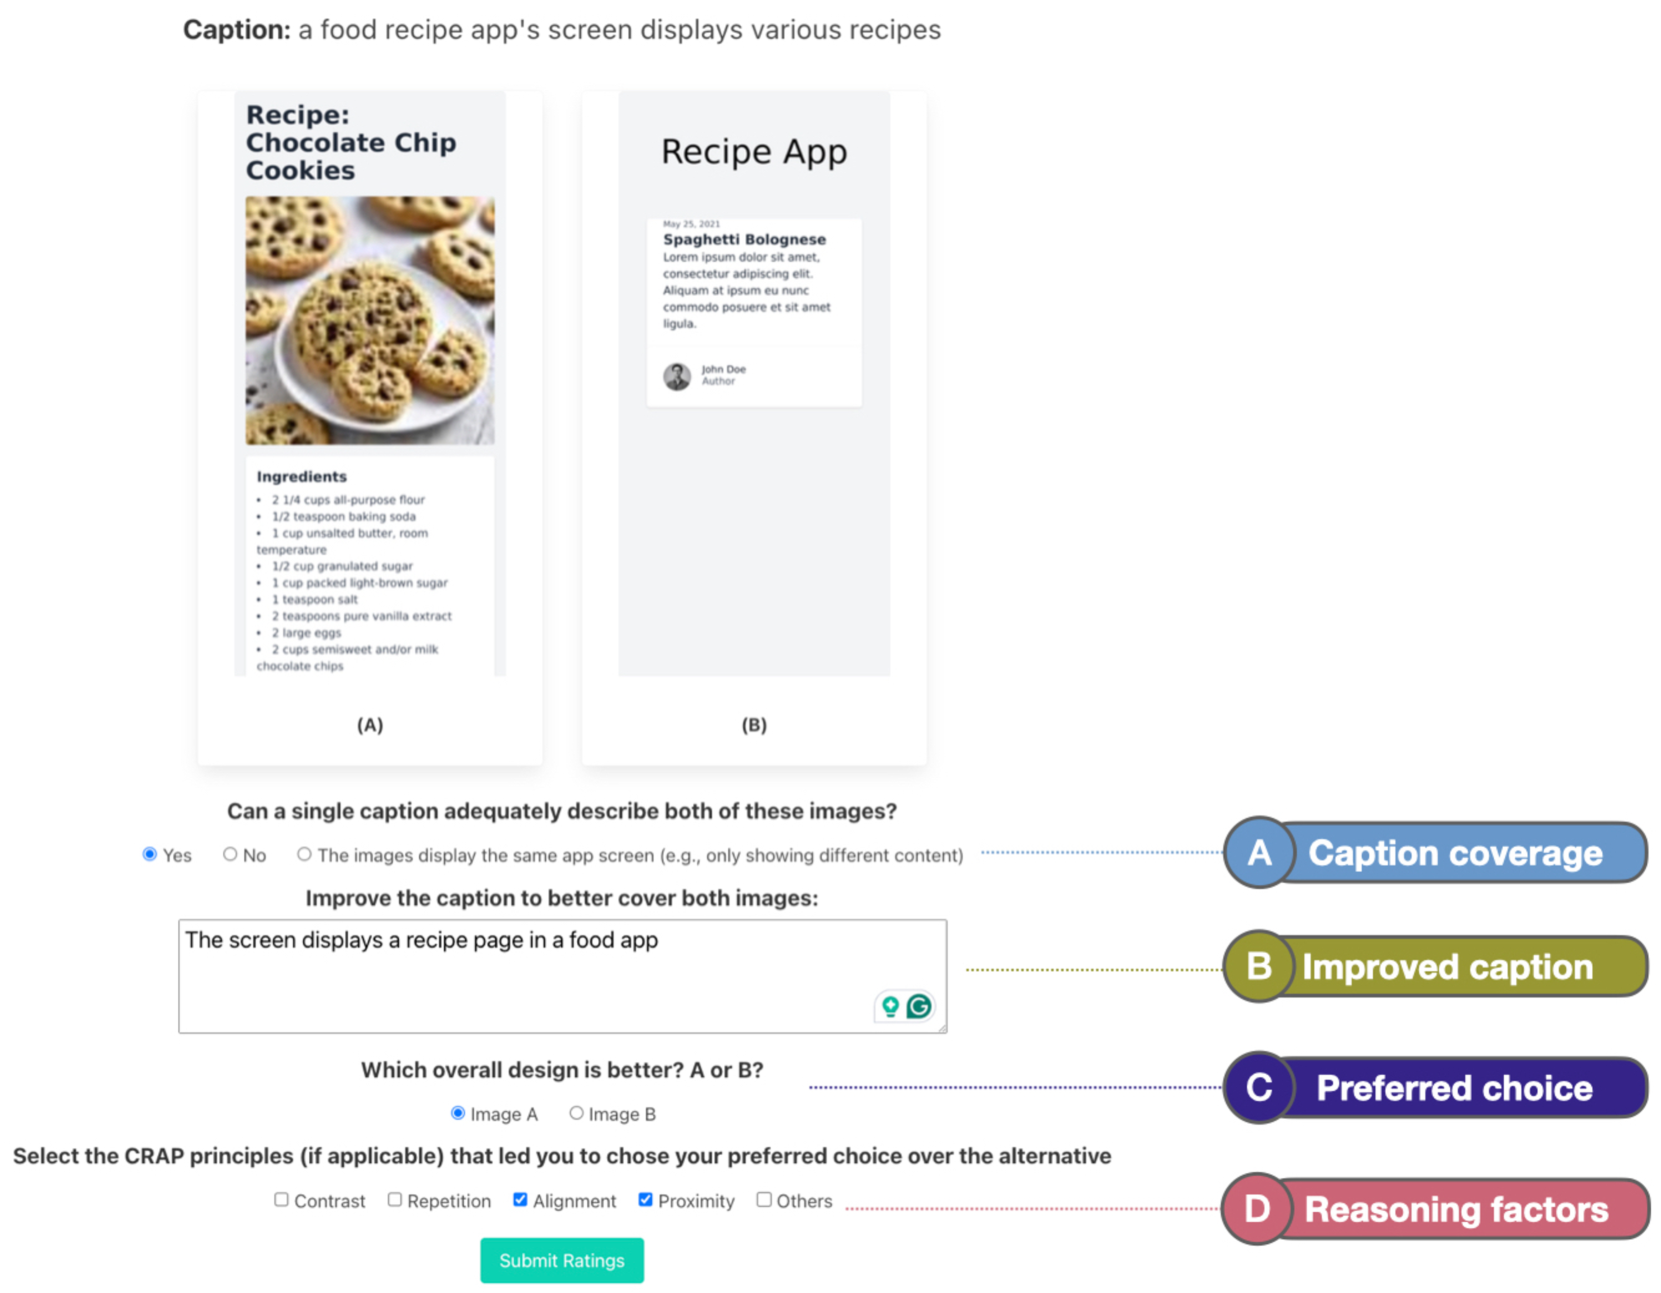 Caption: a food recipe app's screen displays various recipes
Recipe:
Chocolate Chip
Cookies
Ingredients
• 2 1/4 cups all-purpose flour
• 1/2 teaspoon baking soda
• 1 cup unsalted butter, room
temperature
• 1/2 cup granulated sugar
• 1 cup packed light-brown sugar
• 1 teaspoon salt
• 2 teaspoons pure vanilla extract
• 2 large eggs
• 2 cups semisweet and/or milk
chocolate chips
(A)
Recipe App
May 25, 2021
Spaghetti Bolognese
Lorem ipsum dolor sit amet,
consectetur adipiscing elit.
Aliquam at ipsum eu nunc
commodo posuere et sit amet
ligula.
John Doe
Author
(B)
Can a single caption adequately describe both of these images?
Yes No The images display the same app screen (e.g., only showing different content)
A Caption coverage
Improve the caption to better cover both images:
The screen displays a recipe page in a food app
B Improved caption
Which overall design is better? A or B?
Image A Image B
C Preferred choice
Select the CRAP principles (if applicable) that led you to chose your preferred choice over the alternative
Contrast Repetition Alignment Proximity Others
D Reasoning factors
Submit Ratings